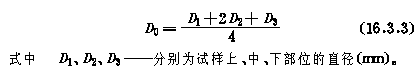 D₀ = (D₁+2D₂+D₃)/4 (16.3.3)
式中 D₁、D₂、D₃——分别为试样上、中、下部位的直径(mm)。